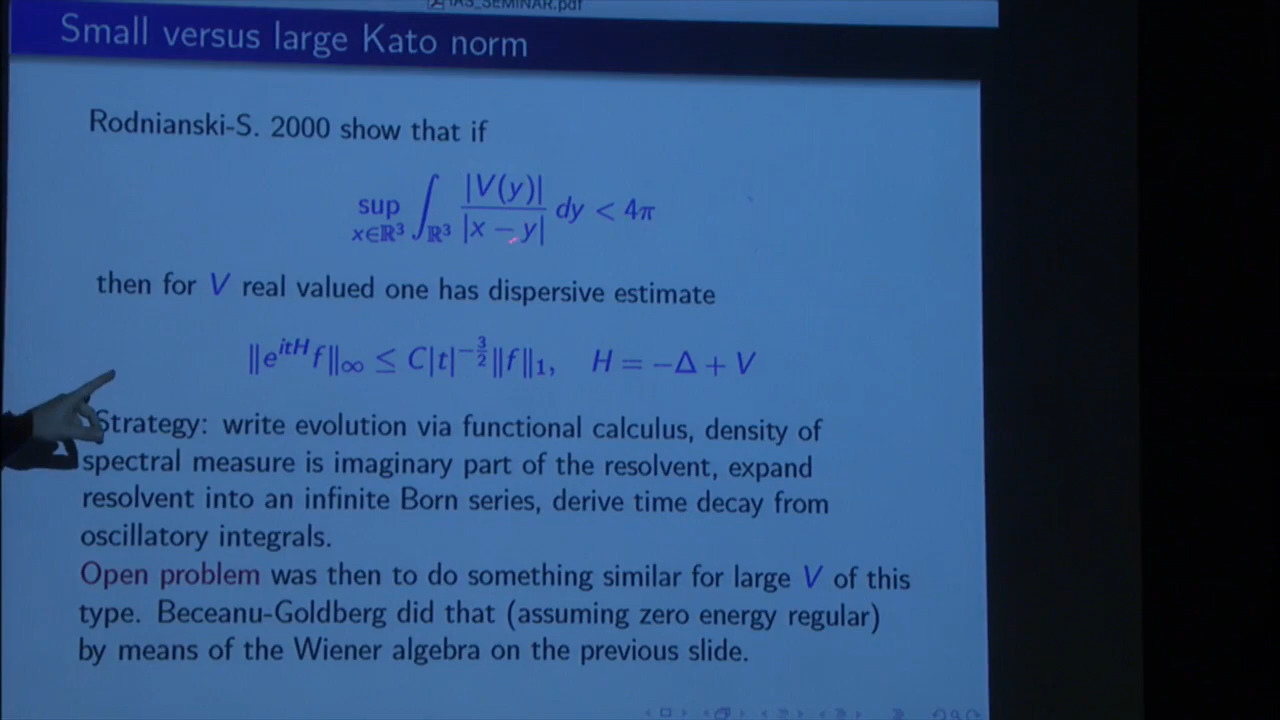 IAS_SEMINAR.pdf
Small versus large Kato norm
Rodnianski-S. 2000 show that if
sup_{x∈ℝ³} ∫_{ℝ³} |V(y)| / |x − y| dy < 4π
then for V real valued one has dispersive estimate
‖e^{itH} f‖_∞ ≤ C|t|^{−3/2} ‖f‖_1, H = −Δ + V
Strategy: write evolution via functional calculus, density of
spectral measure is imaginary part of the resolvent, expand
resolvent into an infinite Born series, derive time decay from
oscillatory integrals.
Open problem was then to do something similar for large V of this
type. Beceanu-Goldberg did that (assuming zero energy regular)
by means of the Wiener algebra on the previous slide.